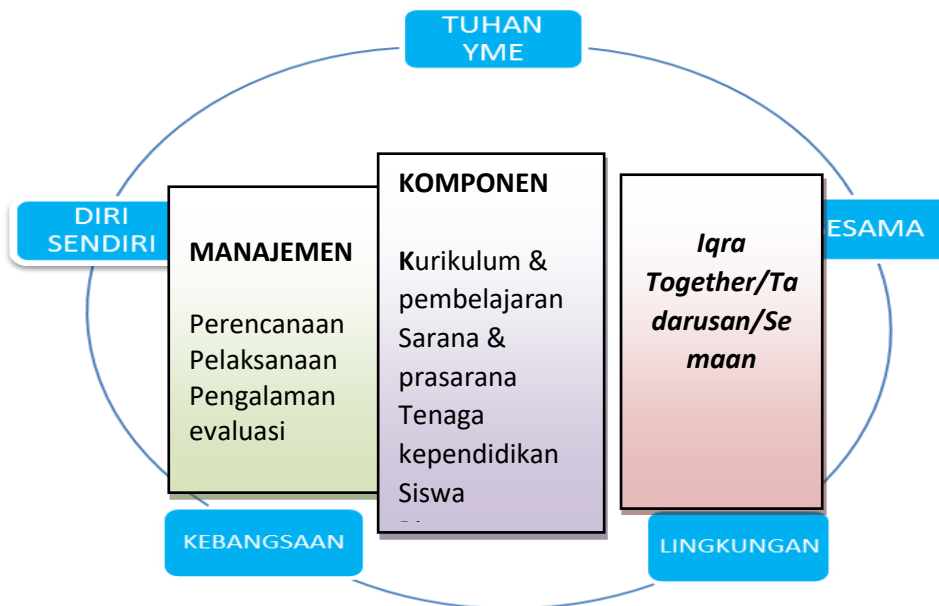 TUHAN
YME
DIRI
SENDIRI
ESAMA
MANAJEMEN
Perencanaan
Pelaksanaan
Pengalaman
evaluasi
KOMPONEN
Kurikulum &
pembelajaran
Sarana &
prasarana
Tenaga
kependidikan
Siswa
Iqra
Together/Ta
darusan/Se
maan
KEBANGSAAN
LINGKUNGAN